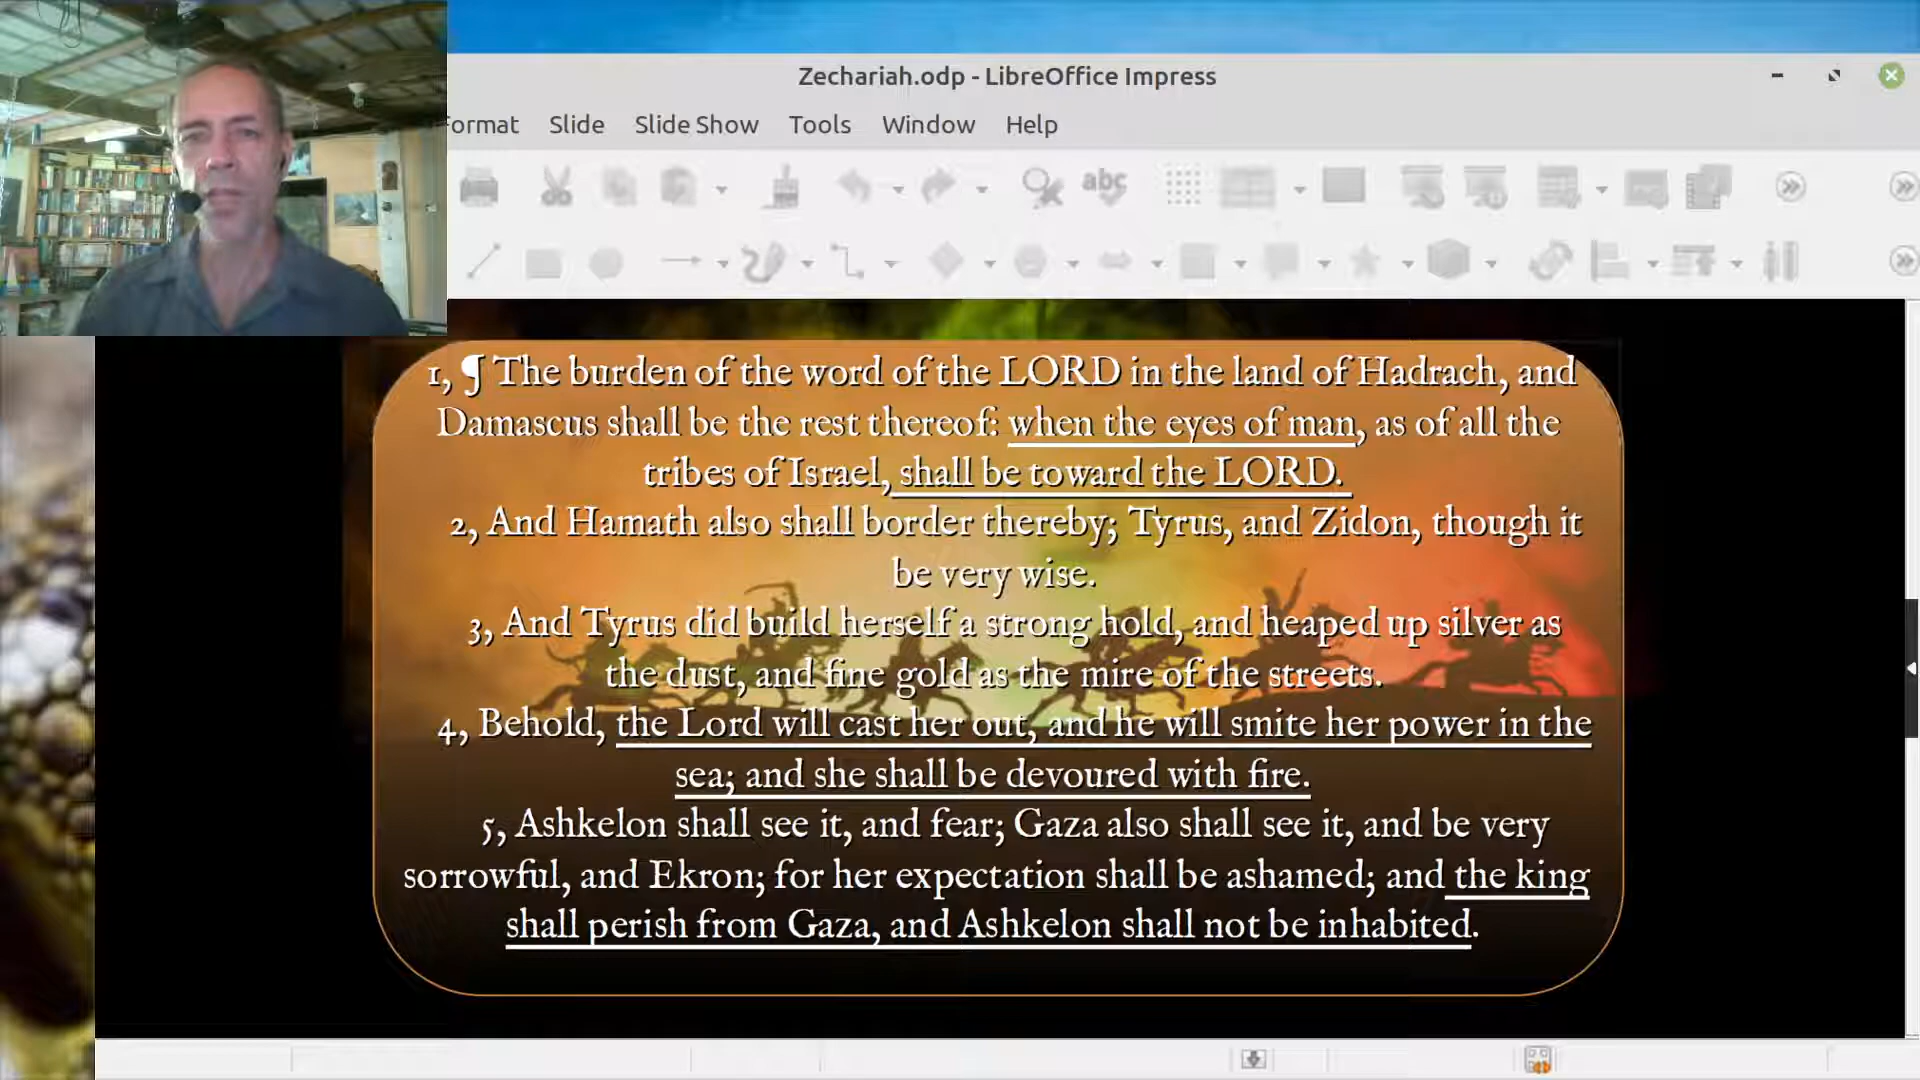 Zechariah.odp - LibreOffice Impress
Format Slide Slide Show Tools Window Help
abc
1, ¶ The burden of the word of the LORD in the land of Hadrach, and
Damascus shall be the rest thereof: when the eyes of man, as of all the
tribes of Israel, shall be toward the LORD.
2, And Hamath also shall border thereby; Tyrus, and Zidon, though it
be very wise.
3, And Tyrus did build herself a strong hold, and heaped up silver as
the dust, and fine gold as the mire of the streets.
4, Behold, the Lord will cast her out, and he will smite her power in the
sea; and she shall be devoured with fire.
5, Ashkelon shall see it, and fear; Gaza also shall see it, and be very
sorrowful, and Ekron; for her expectation shall be ashamed; and the king
shall perish from Gaza, and Ashkelon shall not be inhabited.